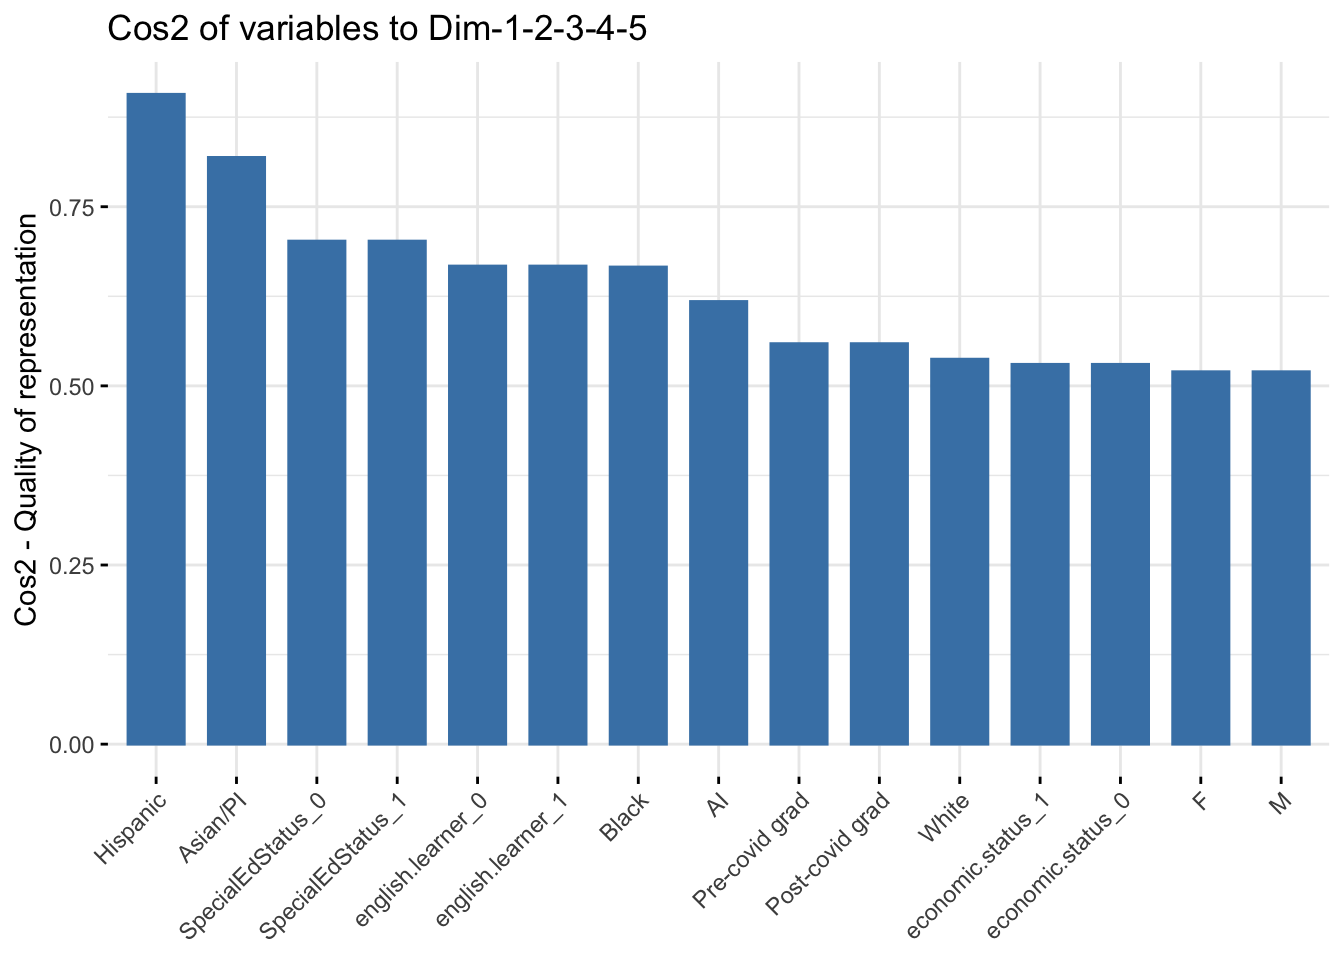 Cos2 of variables to Dim-1-2-3-4-5
Cos2 - Quality of representation
0.75
0.50
0.25
0.00
Hispanic
Asian/PI
SpecialEdStatus_0
SpecialEdStatus_1
english.learner_0
english.learner_1
Black
AI
Pre-covid grad
Post-covid grad
White
economic.status_1
economic.status_0
F
M